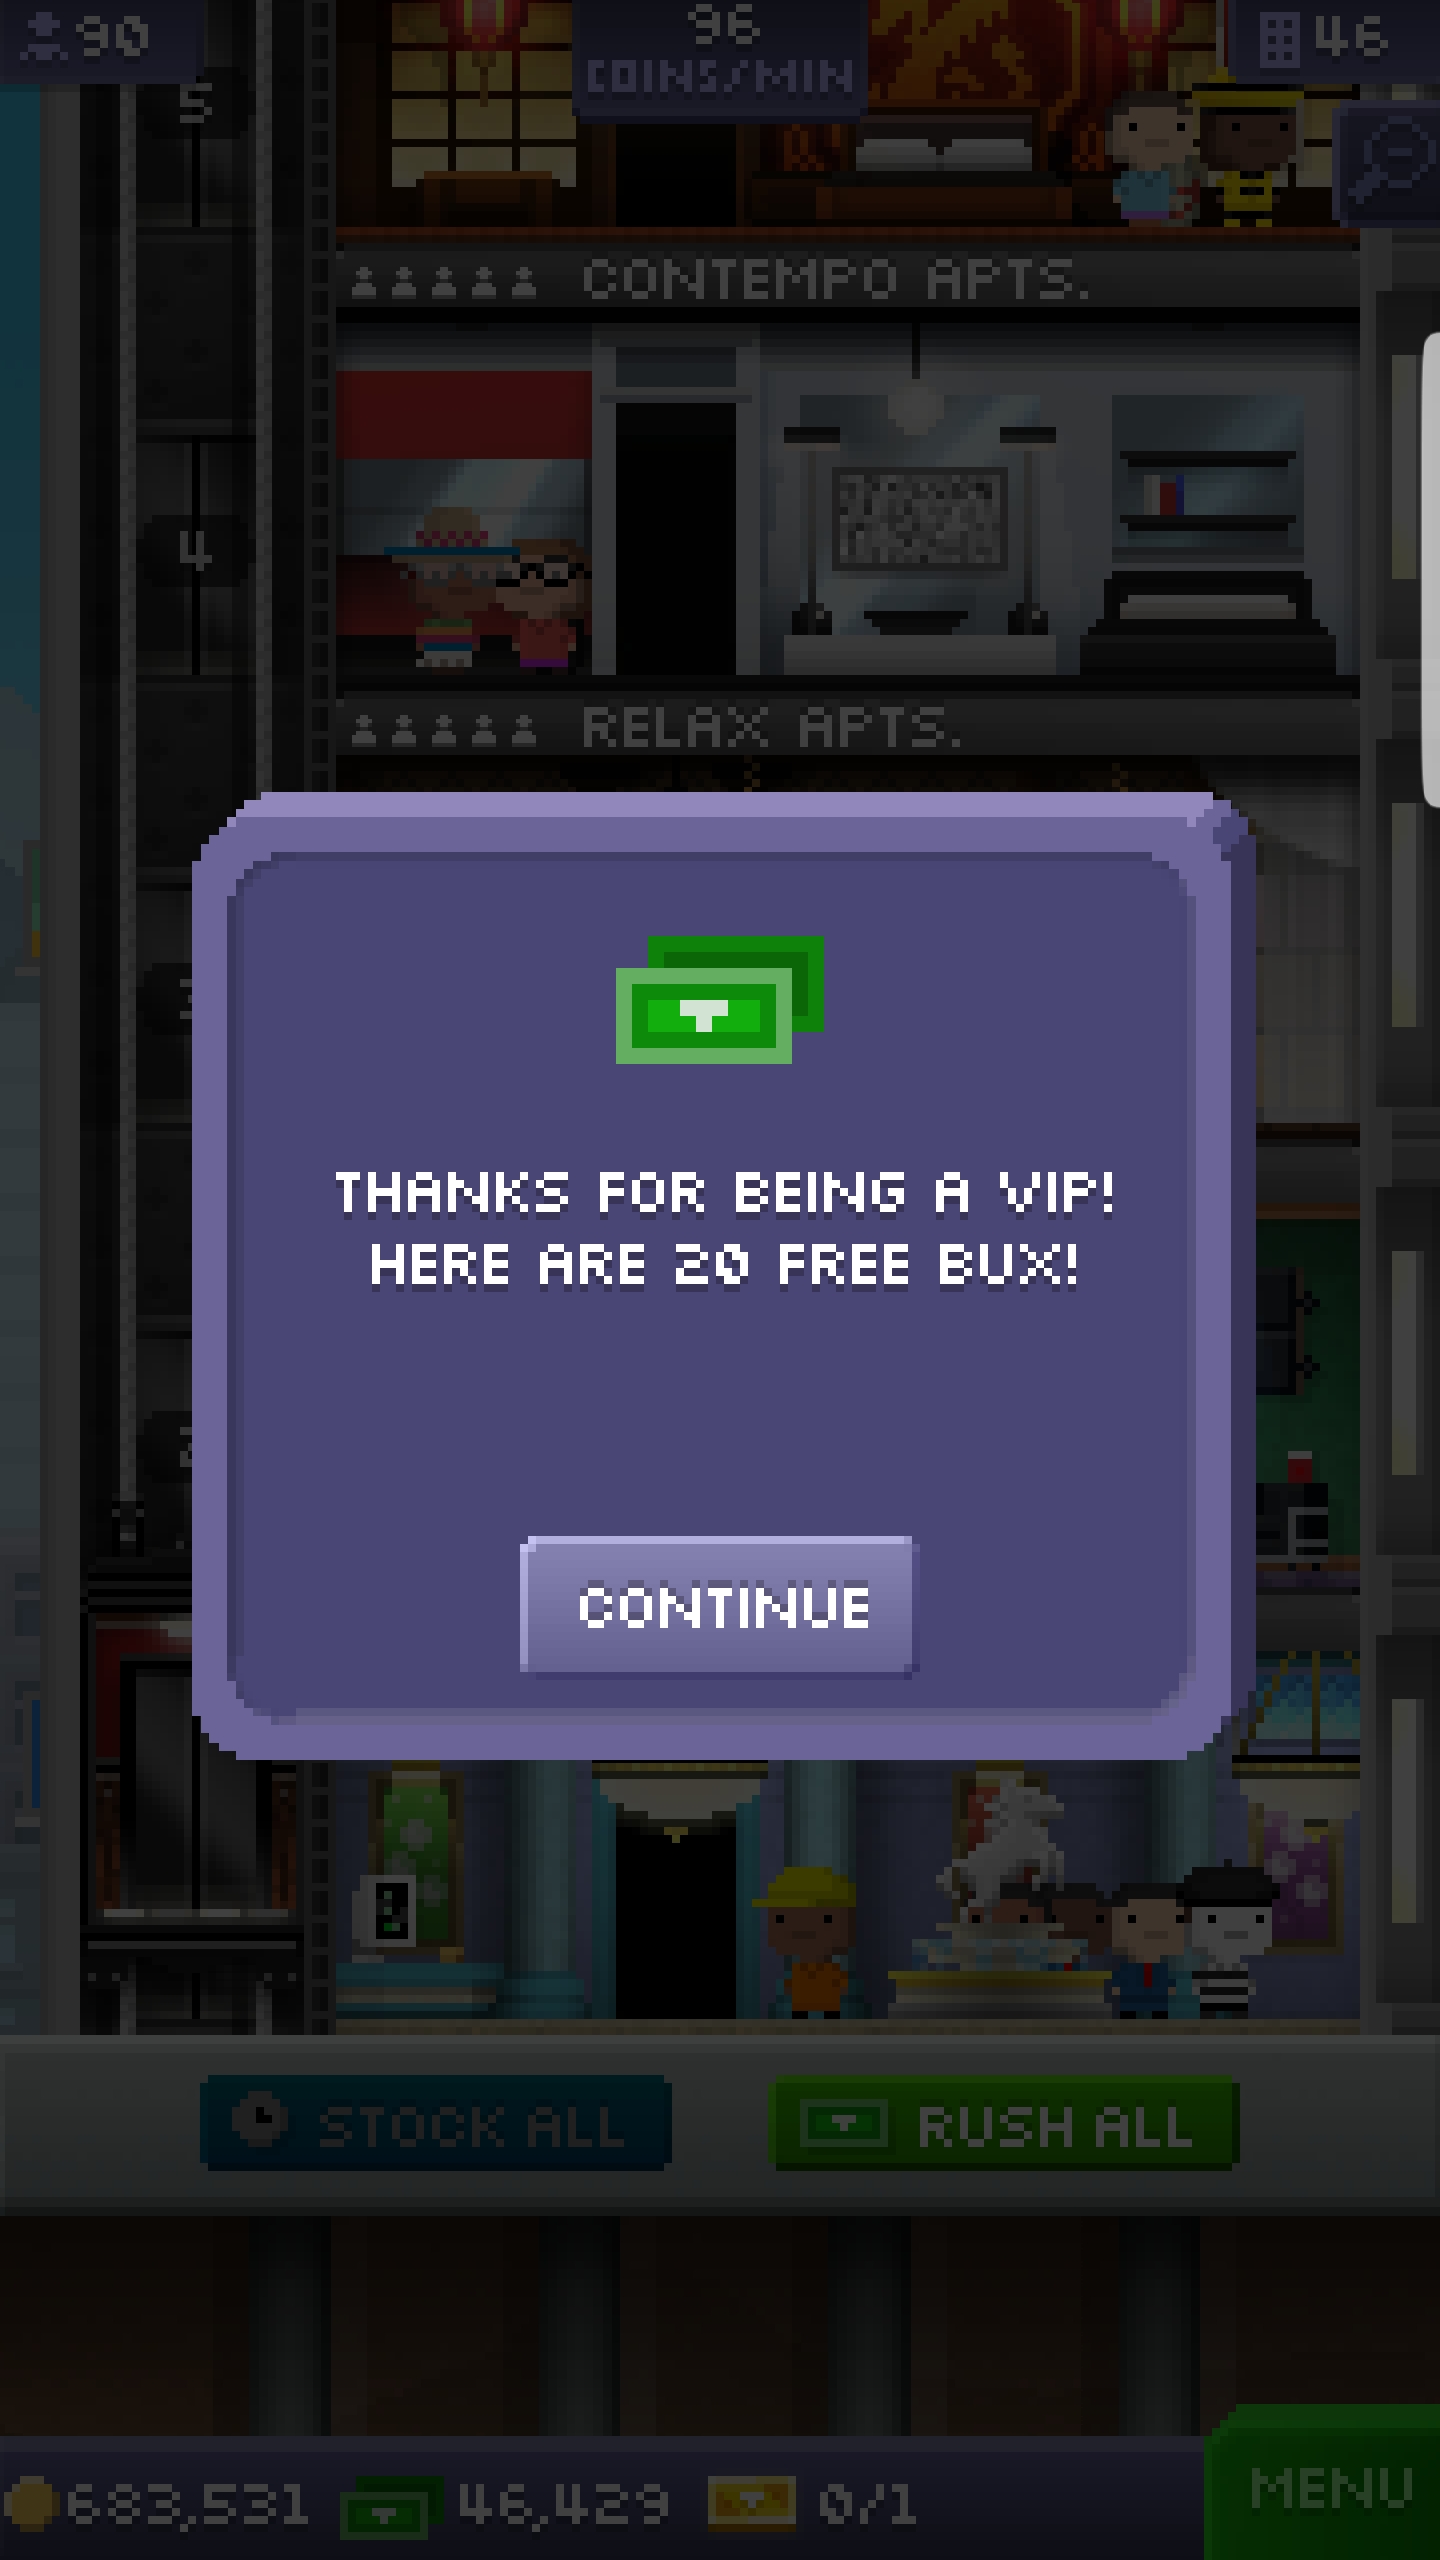 90
96
COINS/MIN
46
5
CONTEMPO APTS.
4
RELAX APTS.
THANKS FOR BEING A VIP!
HERE ARE 20 FREE BUX!
CONTINUE
STOCK ALL
RUSH ALL
683,531
46,429
0/1
MENU